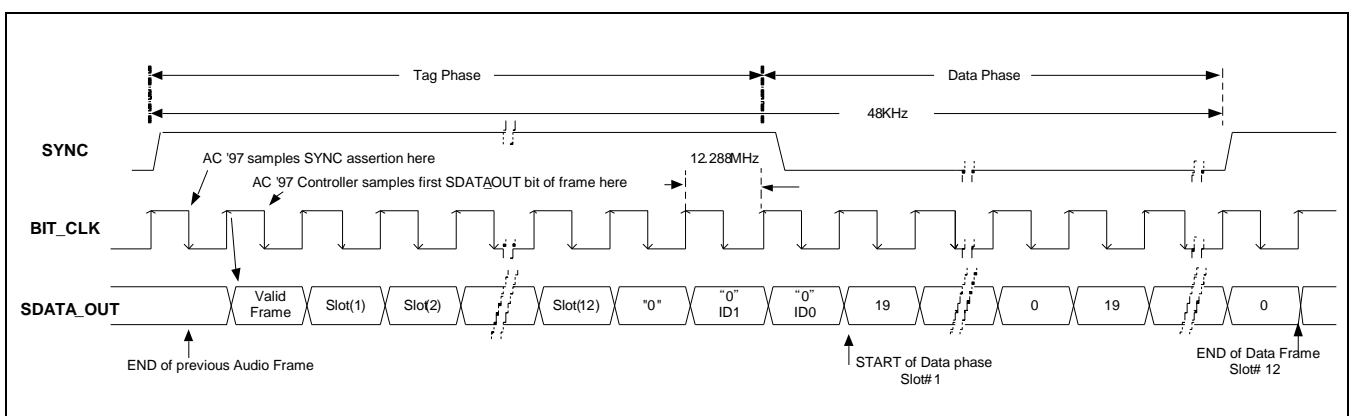 Tag Phase
Data Phase
48KHz
SYNC
AC '97 samples SYNC assertion here
12.288MHz
AC '97 Controller samples first SDATAOUT bit of frame here
BIT_CLK
SDATA_OUT
Valid
Frame
Slot(1)
Slot(2)
Slot(12)
"0"
"0"
ID1
"0"
ID0
19
0
19
0
END of previous Audio Frame
START of Data phase
Slot# 1
END of Data Frame
Slot# 12